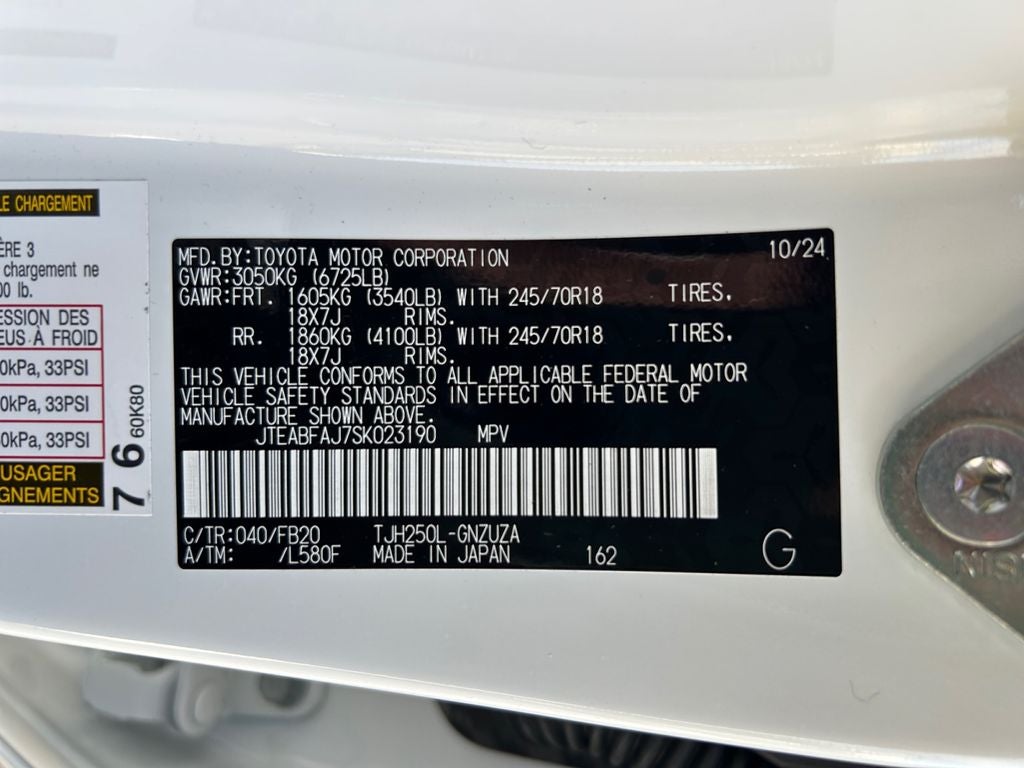 LE CHARGEMENT
ÈRE 3
chargement ne
00 lb.
ESSION DES
EUS À FROID
0kPa, 33PSI
0kPa, 33PSI
0kPa, 33PSI
USAGER
GNEMENTS
7 6 60K80
MFD. BY: TOYOTA MOTOR CORPORATION 10/24
GVWR: 3050KG (6725LB)
GAWR: FRT. 1605KG (3540LB) WITH 245/70R18 TIRES.
18X7J RIMS.
RR. 1860KG (4100LB) WITH 245/70R18 TIRES.
18X7J RIMS.
THIS VEHICLE CONFORMS TO ALL APPLICABLE FEDERAL MOTOR
VEHICLE SAFETY STANDARDS IN EFFECT ON THE DATE OF
MANUFACTURE SHOWN ABOVE.
JTEABFAJ7SK023190 MPV
C/TR: 040/FB20 TJH250L-GNZUZA
A/TM: /L580F MADE IN JAPAN 162 G